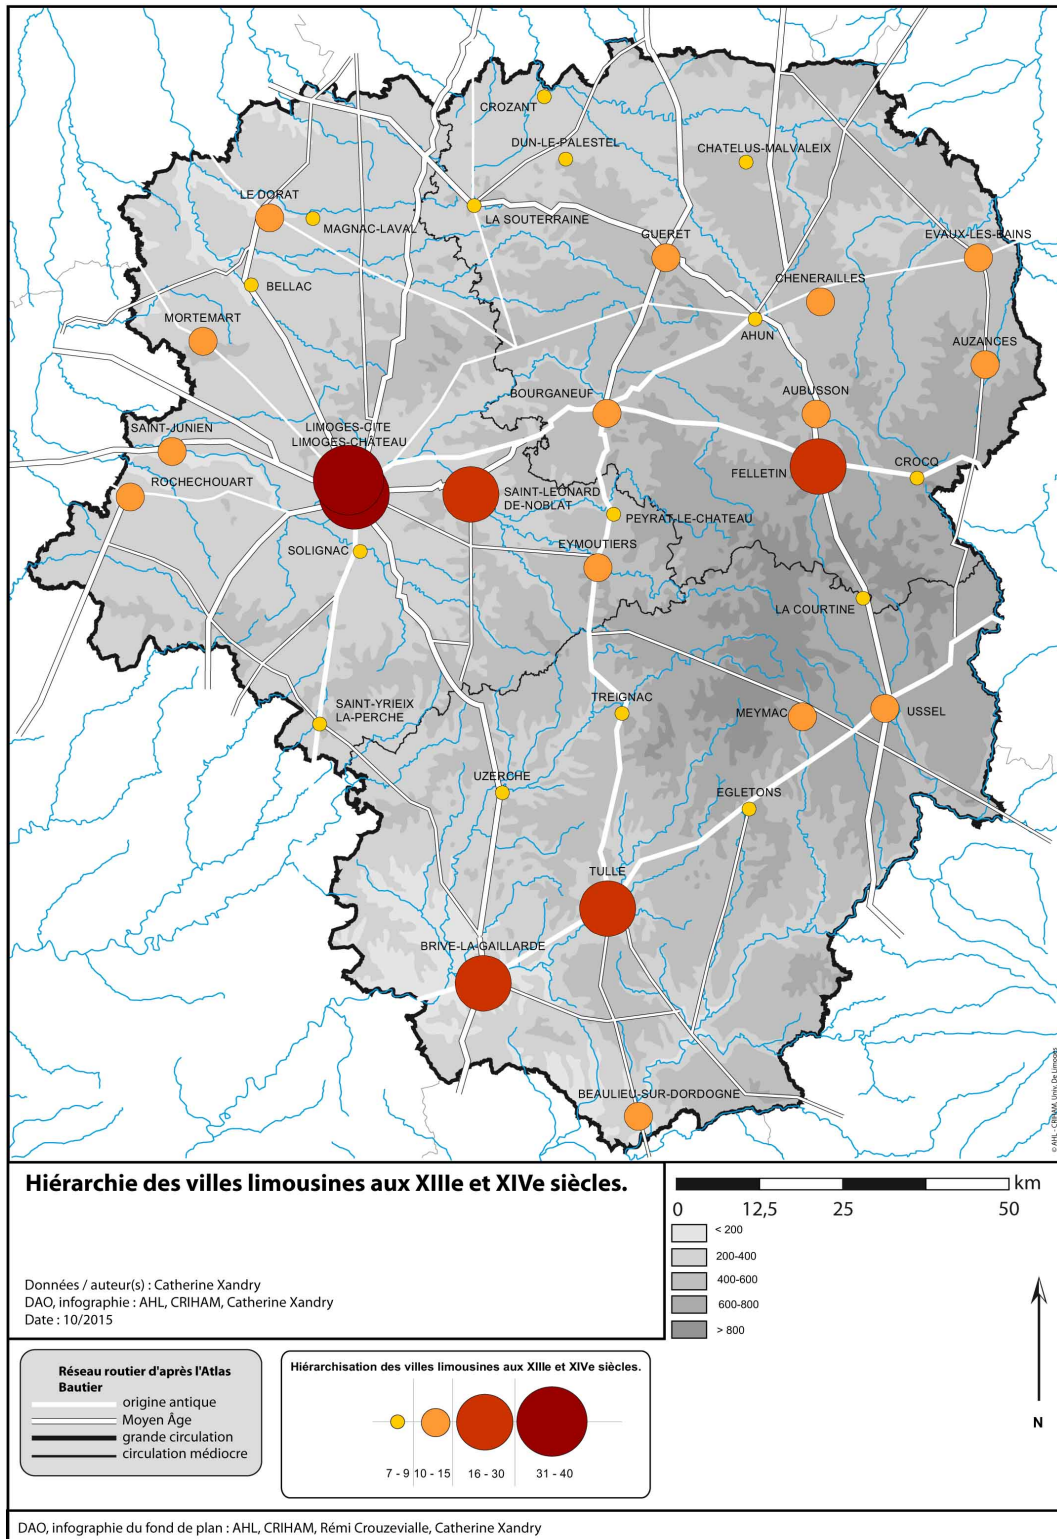 CROZANT
DUN-LE-PALESTEL
CHATELUS-MALVALEIX
LE DORAT
MAGNAC-LAVAL
LA SOUTERRAINE
GUERET
EVAUX-LES-BAINS
BELLAC
CHENERAILLES
MORTEMART
AHUN
AUZANCES
BOURGANEUF
AUBUSSON
SAINT-JUNIEN
LIMOGES-CITE
LIMOGES-CHÂTEAU
ROCHECHOUART
SAINT-LEONARD
DE-NOBLAT
FELLETIN
CROCQ
PEYRAT-LE-CHATEAU
SOLIGNAC
EYMOUTIERS
LA COURTINE
SAINT-YRIEIX
LA-PERCHE
TREIGNAC
MEYMAC
USSEL
UZERCHE
EGLETONS
TULLE
BRIVE-LA-GAILLARDE
BEAULIEU-SUR-DORDOGNE
© AHL - CRIHAM, Univ. De Limoges
Hiérarchie des villes limousines aux XIIIe et XIVe siècles.
Données / auteur(s) : Catherine Xandry
DAO, infographie : AHL, CRIHAM, Catherine Xandry
Date : 10/2015
km
0 12,5 25 50
< 200
200-400
400-600
600-800
> 800
N
Réseau routier d'après l'Atlas
Bautier
origine antique
Moyen Âge
grande circulation
circulation médiocre
Hiérarchisation des villes limousines aux XIIIe et XIVe siècles.
7 - 9 10 - 15 16 - 30 31 - 40
DAO, infographie du fond de plan : AHL, CRIHAM, Rémi Crouzevialle, Catherine Xandry